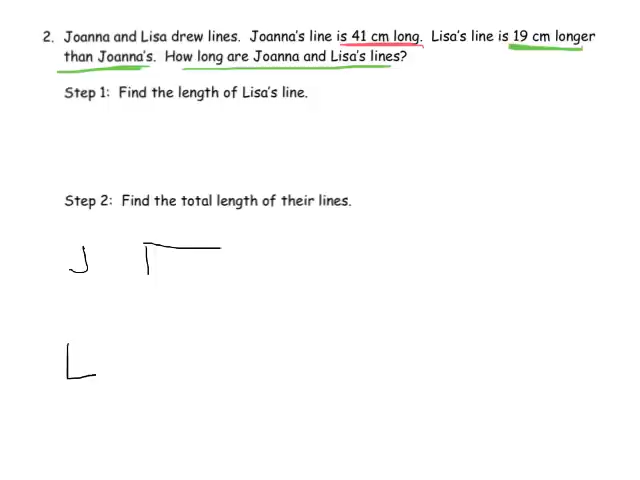 2. Joanna and Lisa drew lines. Joanna's line is 41 cm long. Lisa's line is 19 cm longer
than Joanna's. How long are Joanna and Lisa's lines?
Step 1: Find the length of Lisa's line.
Step 2: Find the total length of their lines.
J
L